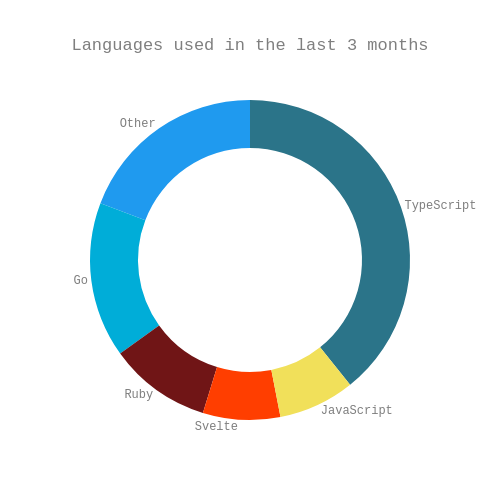 Languages used in the last 3 months
Other
TypeScript
Go
Ruby
JavaScript
Svelte